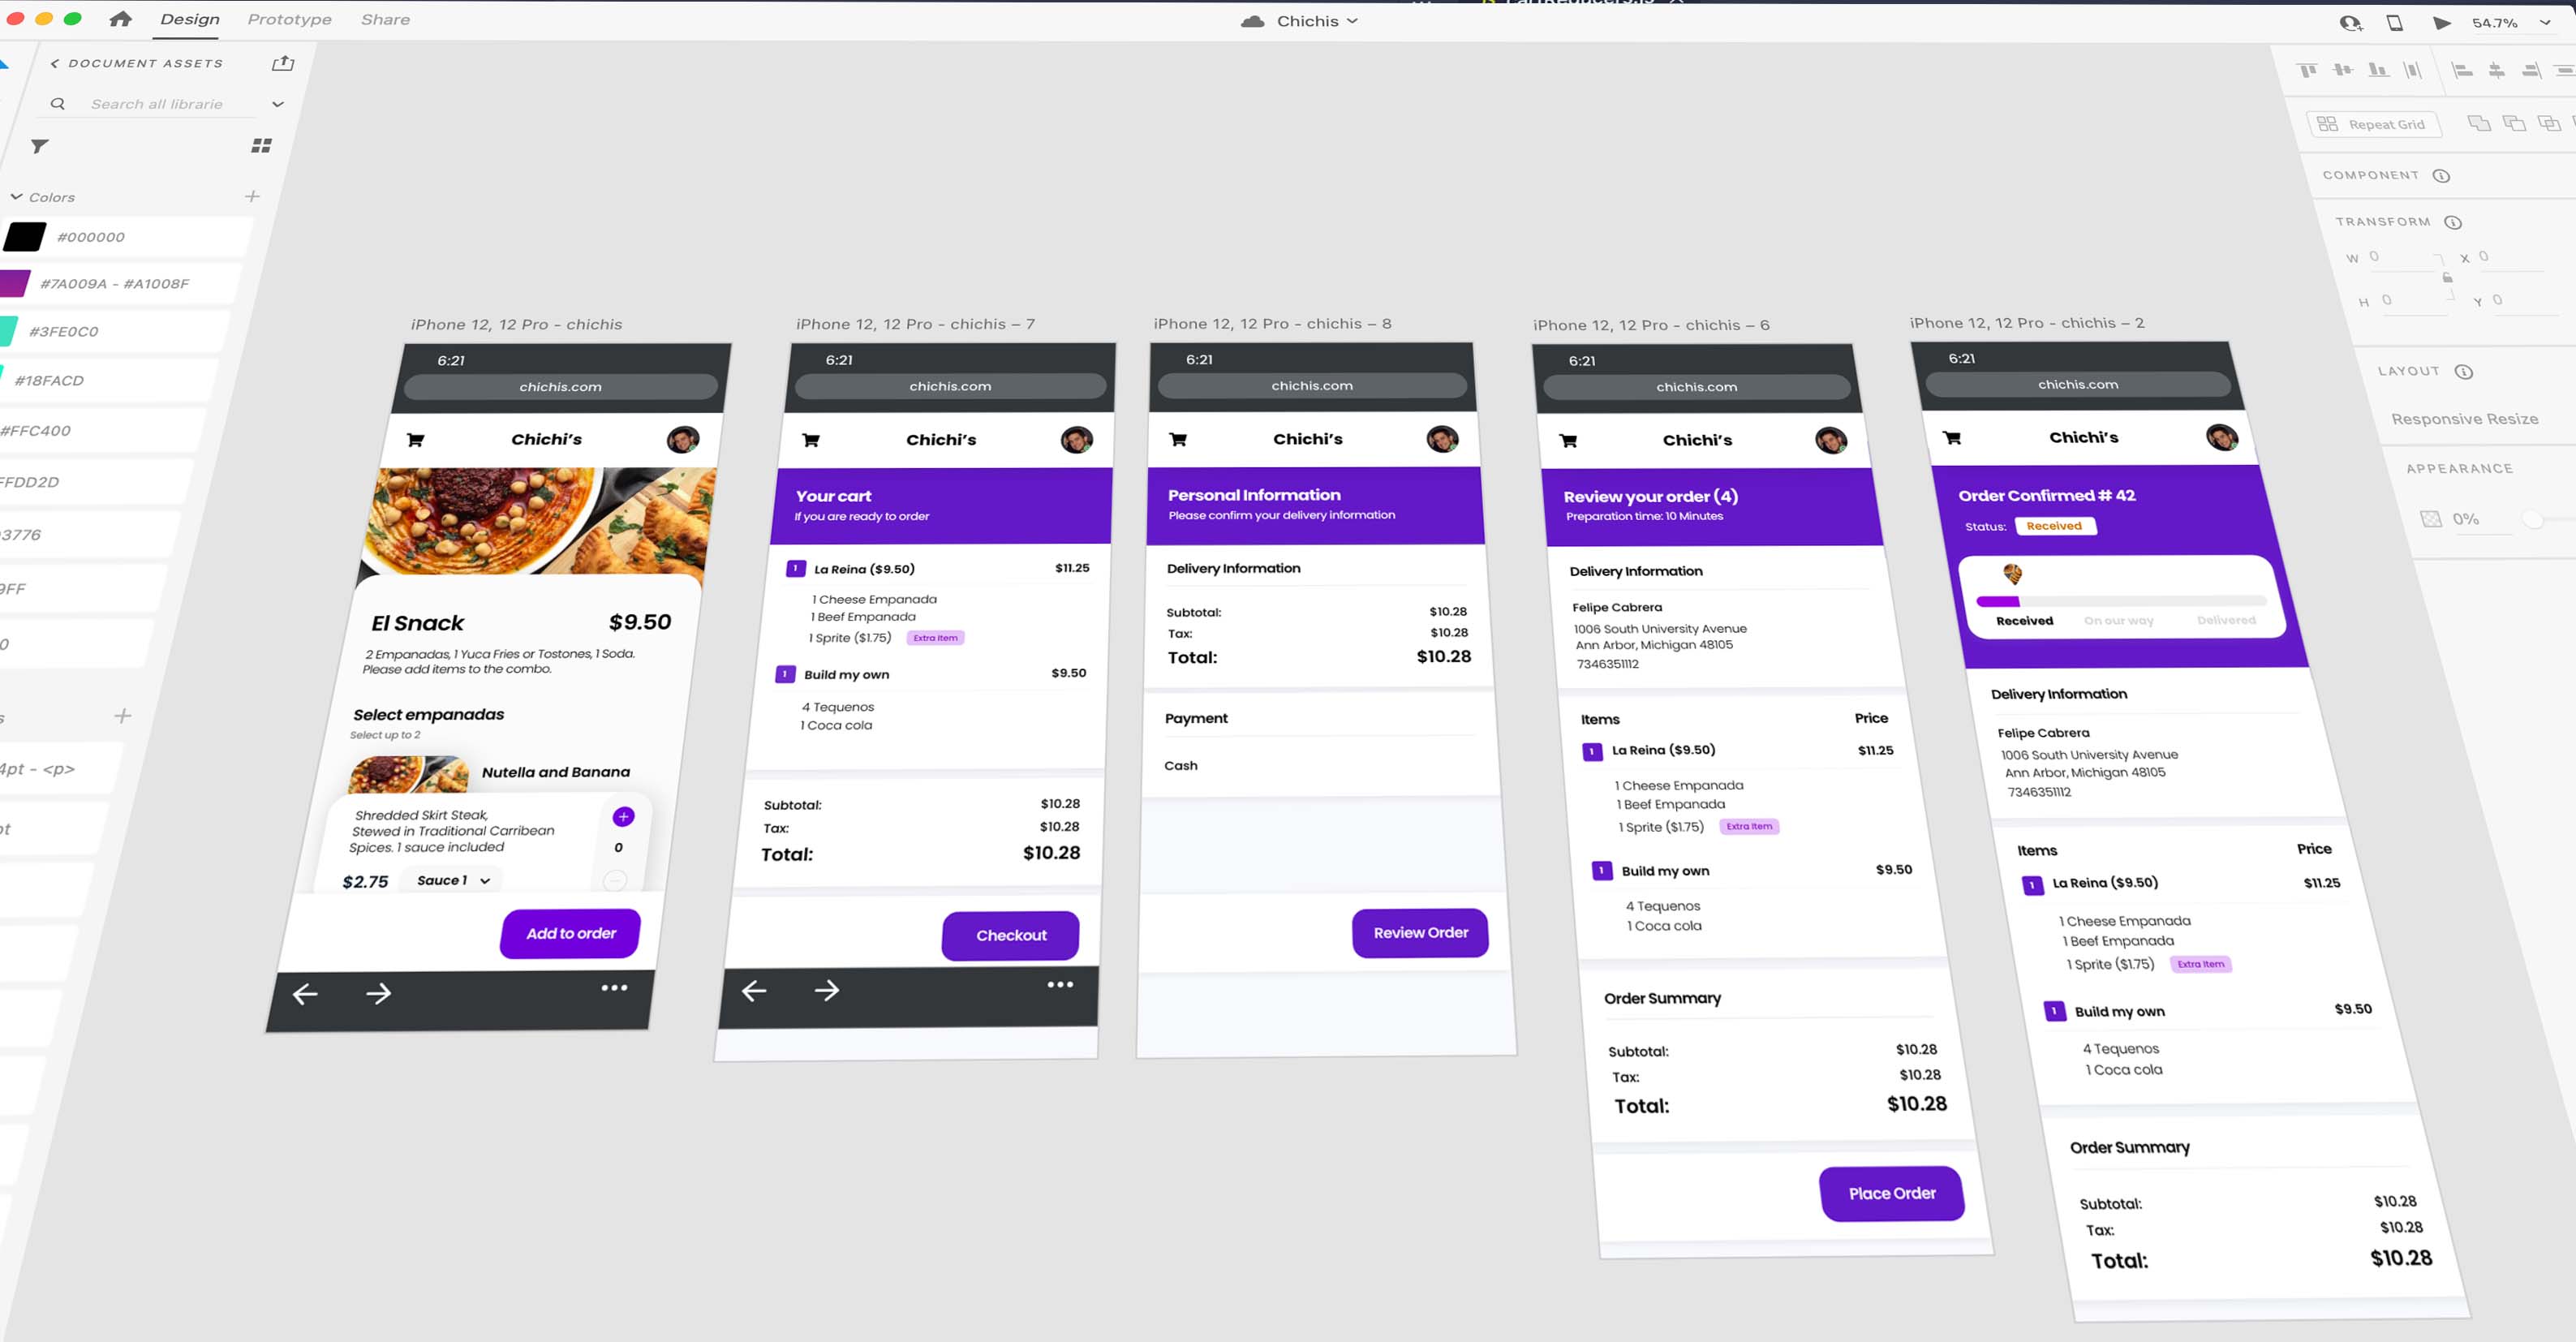 Design Prototype Share
Chichis
54.7%
DOCUMENT ASSETS
Search all librarie
Colors
#000000
#7A009A - #A1008F
#3FE0C0
#18FACD
#FFC400
FFDD2D
3776
9FF
0
s
4pt - <p>
pt
Repeat Grid
COMPONENT
TRANSFORM
W 0 X 0
H 0 Y 0
LAYOUT
Responsive Resize
APPEARANCE
0%
iPhone 12, 12 Pro - chichis
6:21
chichis.com
Chichi's
El Snack $9.50
2 Empanadas, 1 Yuca Fries or Tostones, 1 Soda.
Please add items to the combo.
Select empanadas
Select up to 2
Nutella and Banana
Shredded Skirt Steak,
Stewed in Traditional Carribean
Spices. 1 sauce included
0
$2.75 Sauce 1
Add to order
iPhone 12, 12 Pro - chichis – 7
6:21
chichis.com
Chichi's
Your cart
If you are ready to order
1 La Reina ($9.50) $11.25
1 Cheese Empanada
1 Beef Empanada
1 Sprite ($1.75) Extra Item
1 Build my own $9.50
4 Tequenos
1 Coca cola
Subtotal: $10.28
Tax: $10.28
Total: $10.28
Checkout
iPhone 12, 12 Pro - chichis – 8
6:21
chichis.com
Chichi's
Personal Information
Please confirm your delivery information
Delivery Information
Subtotal: $10.28
Tax: $10.28
Total: $10.28
Payment
Cash
Review Order
iPhone 12, 12 Pro - chichis – 6
6:21
chichis.com
Chichi's
Review your order (4)
Preparation time: 10 Minutes
Delivery Information
Felipe Cabrera
1006 South University Avenue
Ann Arbor, Michigan 48105
7346351112
Items Price
1 La Reina ($9.50) $11.25
1 Cheese Empanada
1 Beef Empanada
1 Sprite ($1.75) Extra Item
1 Build my own $9.50
4 Tequenos
1 Coca cola
Order Summary
Subtotal: $10.28
Tax: $10.28
Total: $10.28
Place Order
iPhone 12, 12 Pro - chichis – 2
6:21
chichis.com
Chichi's
Order Confirmed # 42
Status: Received
Received On our way Delivered
Delivery Information
Felipe Cabrera
1006 South University Avenue
Ann Arbor, Michigan 48105
7346351112
Items Price
1 La Reina ($9.50) $11.25
1 Cheese Empanada
1 Beef Empanada
1 Sprite ($1.75) Extra Item
1 Build my own $9.50
4 Tequenos
1 Coca cola
Order Summary
Subtotal: $10.28
Tax: $10.28
Total: $10.28